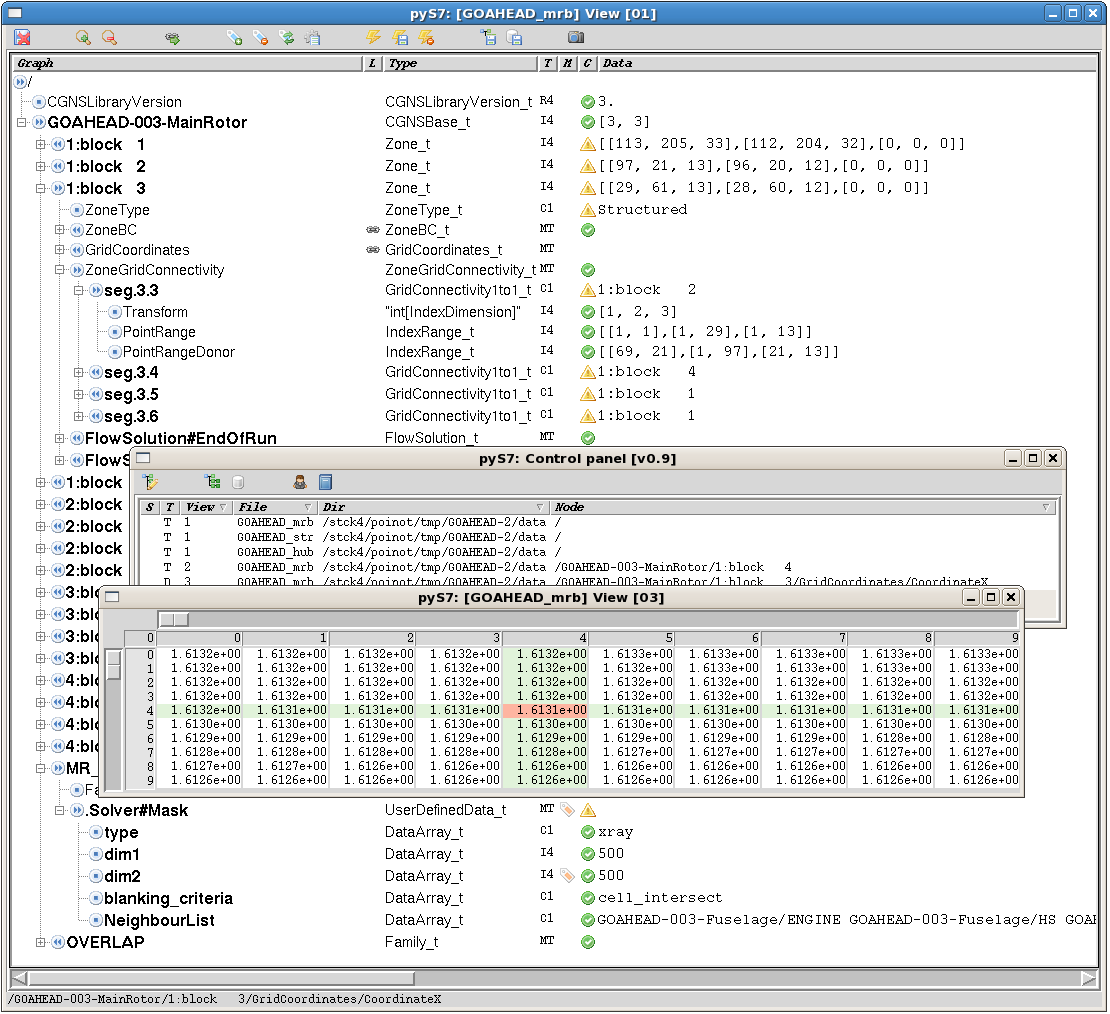 pyS7: [GOAHEAD_mrb] View [01]
Graph L Type T M C Data
/
CGNSLibraryVersion CGNSLibraryVersion_t R4 3.
GOAHEAD-003-MainRotor CGNSBase_t I4 [3, 3]
1:block 1 Zone_t I4 [[113, 205, 33],[112, 204, 32],[0, 0, 0]]
1:block 2 Zone_t I4 [[97, 21, 13],[96, 20, 12],[0, 0, 0]]
1:block 3 Zone_t I4 [[29, 61, 13],[28, 60, 12],[0, 0, 0]]
ZoneType ZoneType_t C1 Structured
ZoneBC ZoneBC_t MT
GridCoordinates GridCoordinates_t MT
ZoneGridConnectivity ZoneGridConnectivity_t MT
seg.3.3 GridConnectivity1to1_t C1 1:block 2
Transform "int[IndexDimension]" I4 [1, 2, 3]
PointRange IndexRange_t I4 [[1, 1],[1, 29],[1, 13]]
PointRangeDonor IndexRange_t I4 [[69, 21],[1, 97],[21, 13]]
seg.3.4 GridConnectivity1to1_t C1 1:block 4
seg.3.5 GridConnectivity1to1_t C1 1:block 1
seg.3.6 GridConnectivity1to1_t C1 1:block 1
FlowSolution#EndOfRun FlowSolution_t MT
FlowS
1:block
2:block
2:block
2:block
2:block
3:blo
3:blo
3:blo
3:blo
4:blo
4:blo
4:blo
4:blo
MR_
Fa
.Solver#Mask UserDefinedData_t MT
type DataArray_t C1 xray
dim1 DataArray_t I4 500
dim2 DataArray_t I4 500
blanking_criteria DataArray_t C1 cell_intersect
NeighbourList DataArray_t C1 GOAHEAD-003-Fuselage/ENGINE GOAHEAD-003-Fuselage/HS GOAH
OVERLAP Family_t MT
/GOAHEAD-003-MainRotor/1:block 3/GridCoordinates/CoordinateX
pyS7: Control panel [v0.9]
S T View File Dir Node
T 1 GOAHEAD_mrb /stck4/poinot/tmp/GOAHEAD-2/data /
T 1 GOAHEAD_str /stck4/poinot/tmp/GOAHEAD-2/data /
T 1 GOAHEAD_hub /stck4/poinot/tmp/GOAHEAD-2/data /
T 2 GOAHEAD_mrb /stck4/poinot/tmp/GOAHEAD-2/data /GOAHEAD-003-MainRotor/1:block 4
D 3 GOAHEAD_mrb /stck4/poinot/tmp/GOAHEAD-2/data /GOAHEAD-003-MainRotor/1:block 3/GridCoordinates/CoordinateX
pyS7: [GOAHEAD_mrb] View [03]
0 0 1 2 3 4 5 6 7 8 9
0 1.6132e+00 1.6132e+00 1.6132e+00 1.6132e+00 1.6132e+00 1.6133e+00 1.6133e+00 1.6133e+00 1.6133e+00 1.6133e+00
1 1.6132e+00 1.6132e+00 1.6132e+00 1.6132e+00 1.6132e+00 1.6132e+00 1.6133e+00 1.6133e+00 1.6133e+00 1.6133e+00
2 1.6132e+00 1.6132e+00 1.6132e+00 1.6132e+00 1.6132e+00 1.6132e+00 1.6132e+00 1.6132e+00 1.6132e+00 1.6132e+00
3 1.6132e+00 1.6132e+00 1.6132e+00 1.6132e+00 1.6132e+00 1.6132e+00 1.6132e+00 1.6132e+00 1.6132e+00 1.6132e+00
4 1.6132e+00 1.6131e+00 1.6131e+00 1.6131e+00 1.6131e+00 1.6131e+00 1.6131e+00 1.6131e+00 1.6131e+00 1.6131e+00
5 1.6130e+00 1.6130e+00 1.6130e+00 1.6130e+00 1.6130e+00 1.6130e+00 1.6130e+00 1.6130e+00 1.6130e+00 1.6130e+00
6 1.6129e+00 1.6129e+00 1.6129e+00 1.6129e+00 1.6129e+00 1.6129e+00 1.6129e+00 1.6129e+00 1.6129e+00 1.6128e+00
7 1.6128e+00 1.6128e+00 1.6128e+00 1.6128e+00 1.6128e+00 1.6127e+00 1.6127e+00 1.6127e+00 1.6127e+00 1.6127e+00
8 1.6127e+00 1.6127e+00 1.6127e+00 1.6127e+00 1.6126e+00 1.6126e+00 1.6126e+00 1.6126e+00 1.6126e+00 1.6126e+00
9 1.6126e+00 1.6126e+00 1.6126e+00 1.6126e+00 1.6126e+00 1.6126e+00 1.6126e+00 1.6126e+00 1.6126e+00 1.6126e+00